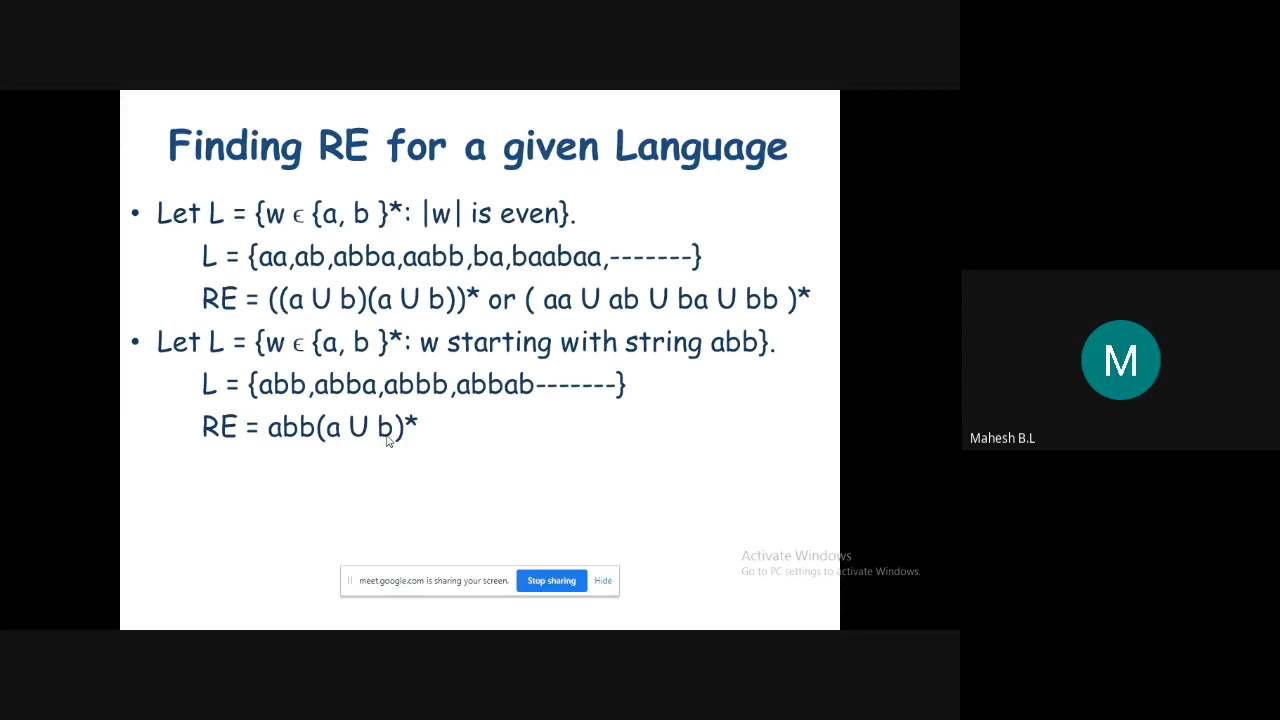 Finding RE for a given Language
• Let L = {w ϵ {a, b }*: |w| is even}.
L = {aa,ab,abba,aabb,ba,baabaa,-------}
RE = ((a U b)(a U b))* or ( aa U ab U ba U bb )*
• Let L = {w ϵ {a, b }*: w starting with string abb}.
L = {abb,abba,abbb,abbab-------}
RE = abb(a U b)*
M
Mahesh B.L
Activate Windows
Go to PC settings to activate Windows.
meet.google.com is sharing your screen. Stop sharing Hide